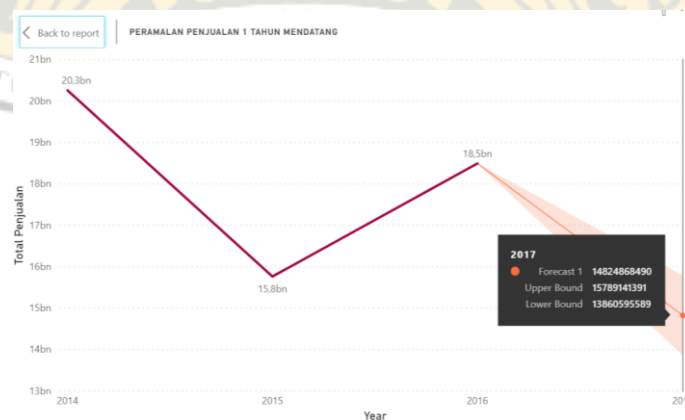 Back to report
PERAMALAN PENJUALAN 1 TAHUN MENDATANG
21bn
20,3bn
20bn
19bn
18,5bn
18bn
Total Penjualan
17bn
16bn
15,8bn
15bn
14bn
13bn
2017
Forecast 1 14824868490
Upper Bound 15789141391
Lower Bound 13860595589
2014
2015
2016
201
Year